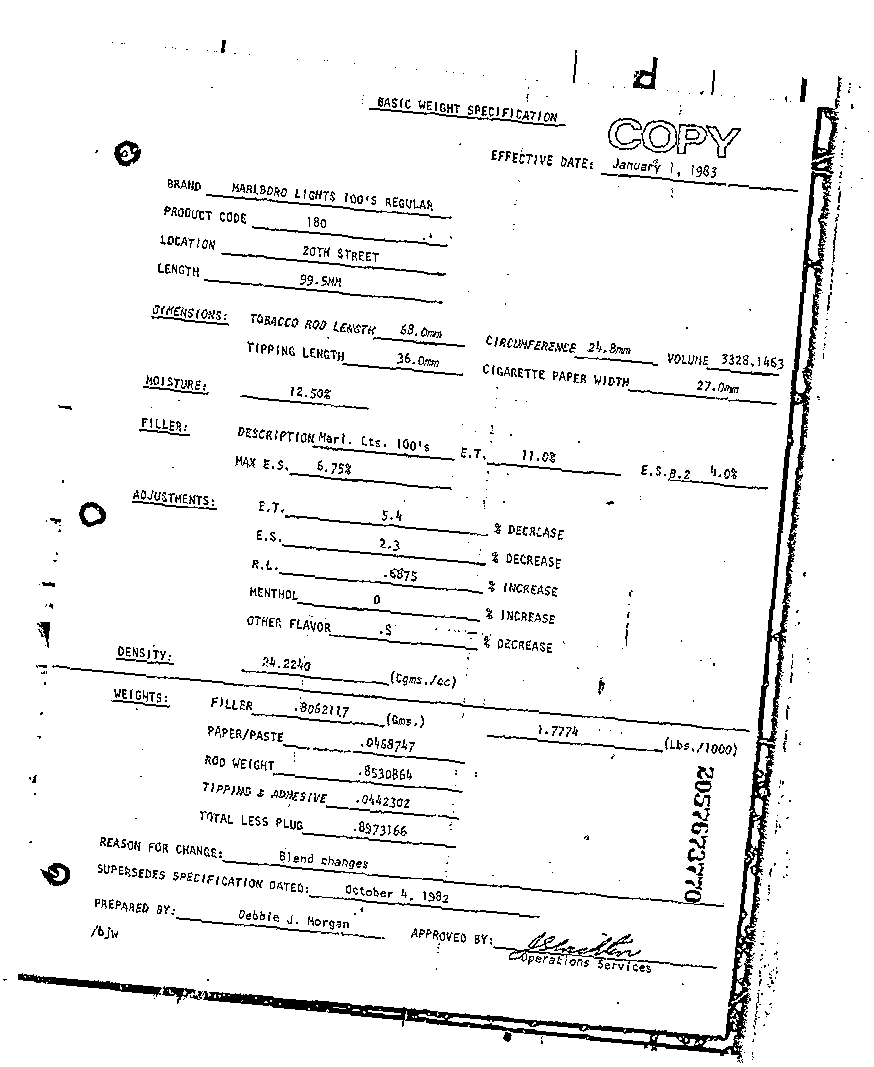 BASIC WEIGHT SPECIFICATION
COPY
EFFECTIVE DATE: January 1, 1983
BRAND MARLBORO LIGHTS 100'S REGULAR
PRODUCT CODE 180
LOCATION 20TH STREET
LENGTH 99.5MM
DIMENSIONS: TOBACCO ROD LENGTH 68.0mm CIRCUMFERENCE 24.8mm VOLUME 3328.1463
TIPPING LENGTH 36.0mm CIGARETTE PAPER WIDTH 27.0mm
MOISTURE: 12.50%
FILLER: DESCRIPTION Marl. Lts. 100's E.T. 11.0% E.S.B.2 4.0%
MAX E.S. 6.75%
ADJUSTMENTS: E.T. 5.4 % DECREASE
E.S. 2.3 % DECREASE
R.L. .6875 % INCREASE
MENTHOL 0 % INCREASE
OTHER FLAVOR .5 % DECREASE
DENSITY: 24.2240 (Cgms./cc)
WEIGHTS: FILLER .8062117 (Gms.) 1.7774 (Lbs./1000)
PAPER/PASTE .0468747
ROD WEIGHT .8530864
TIPPING & ADHESIVE .0442302
TOTAL LESS PLUG .8973166
REASON FOR CHANGE: Blend changes
SUPERSEDES SPECIFICATION DATED: October 4, 1982
PREPARED BY: Debbie J. Morgan APPROVED BY:
Operations Services
/bjw
2057673770